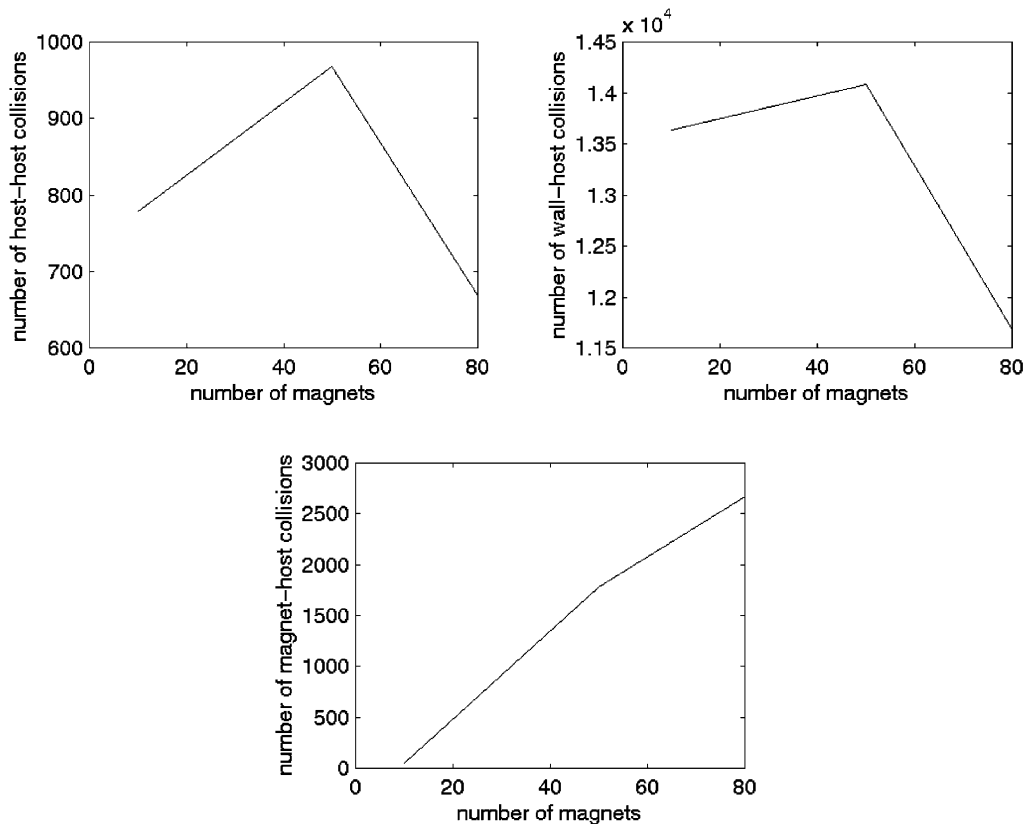 number of host-host collisions
1000
900
800
700
600
0 20 40 60 80
number of magnets
x 10^4
number of wall-host collisions
1.45
1.4
1.35
1.3
1.25
1.2
1.15
0 20 40 60 80 100
number of magnets
number of magnet-host collisions
3000
2500
2000
1500
1000
500
0
0 20 40 60 80
number of magnets